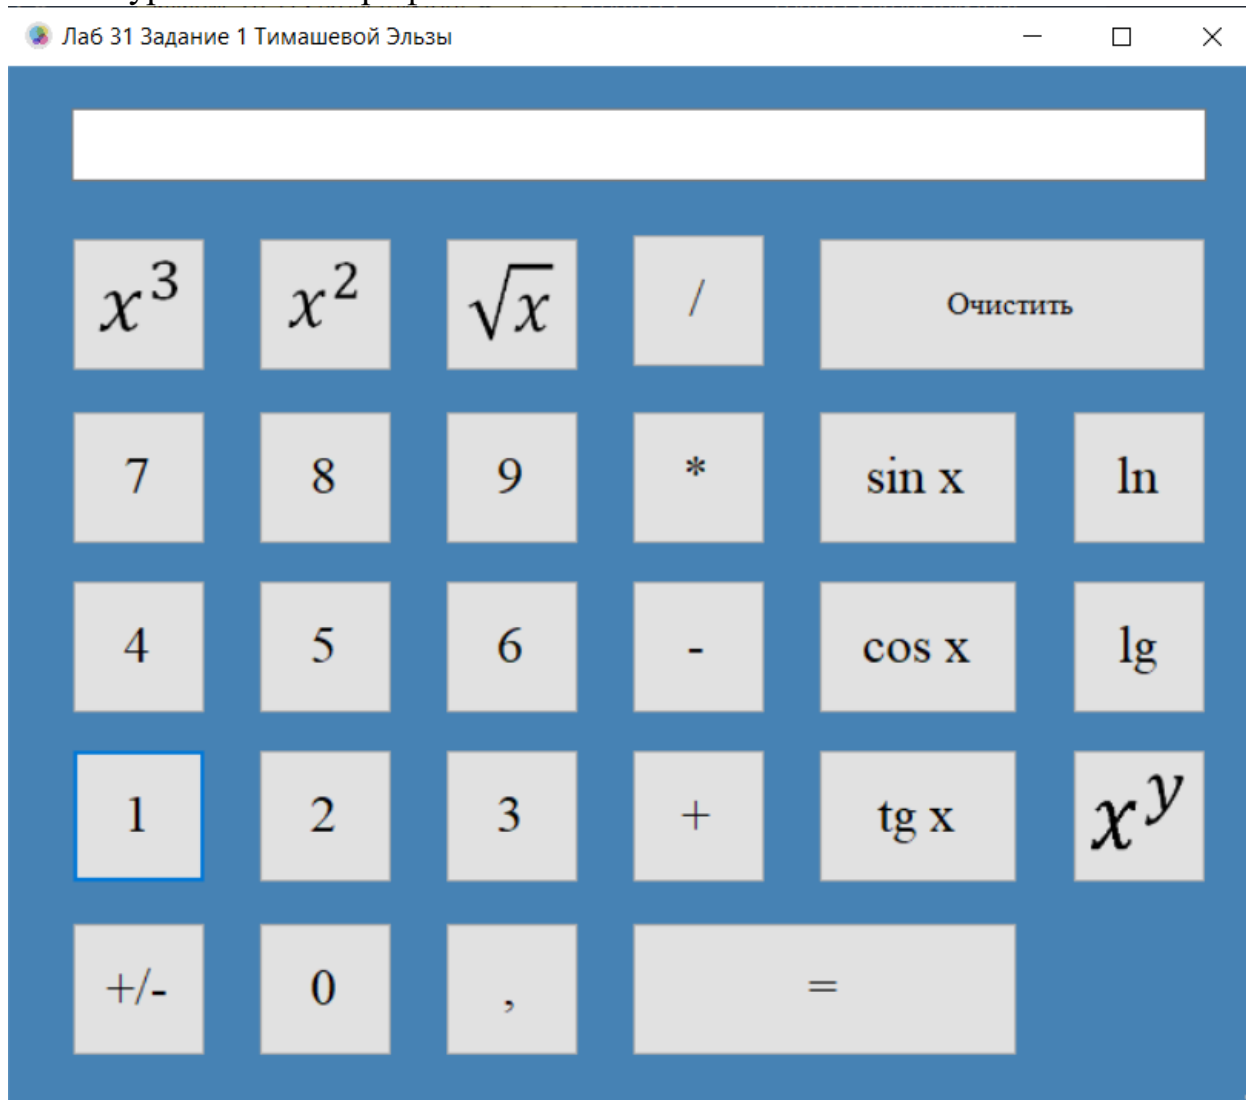 Лаб 31 Задание 1 Тимашевой Эльзы
x³ x² √x / Очистить
7 8 9 * sin x ln
4 5 6 - cos x lg
1 2 3 + tg x x^y
+/- 0 , =